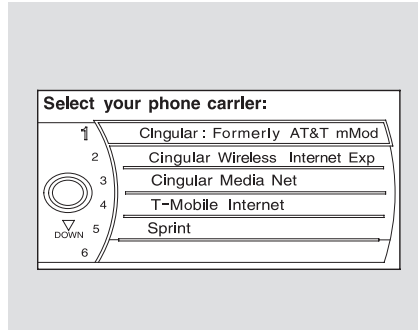 Select your phone carrier:
1 Cingular : Formerly AT&T mMod
2 Cingular Wireless Internet Exp
3 Cingular Media Net
4 T-Mobile Internet
5 Sprint
DOWN
6